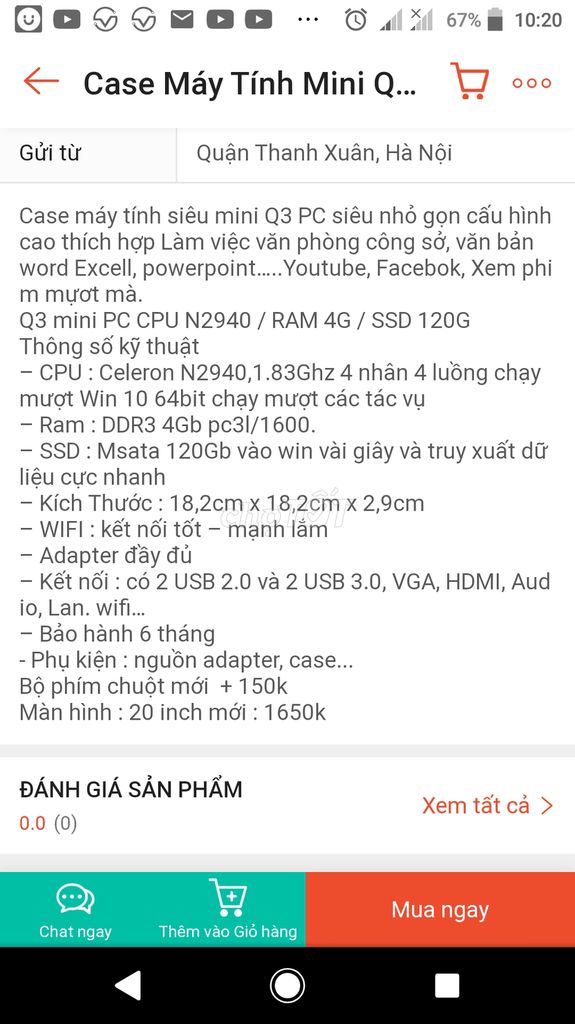 67% 10:20
Case Máy Tính Mini Q...
Gửi từ Quận Thanh Xuân, Hà Nội
Case máy tính siêu mini Q3 PC siêu nhỏ gọn cấu hình
cao thích hợp Làm việc văn phòng công sở, văn bản
word Excell, powerpoint…..Youtube, Facebok, Xem phi
m mượt mà.
Q3 mini PC CPU N2940 / RAM 4G / SSD 120G
Thông số kỹ thuật
– CPU : Celeron N2940,1.83Ghz 4 nhân 4 luồng chạy
mượt Win 10 64bit chạy mượt các tác vụ
– Ram : DDR3 4Gb pc3l/1600.
– SSD : Msata 120Gb vào win vài giây và truy xuất dữ
liệu cực nhanh
– Kích Thước : 18,2cm x 18,2cm x 2,9cm
chợTỐT
– WIFI : kết nối tốt – mạnh lắm
– Adapter đầy đủ
– Kết nối : có 2 USB 2.0 và 2 USB 3.0, VGA, HDMI, Aud
io, Lan. wifi…
– Bảo hành 6 tháng
- Phụ kiện : nguồn adapter, case...
Bộ phím chuột mới  + 150k
Màn hình : 20 inch mới : 1650k
ĐÁNH GIÁ SẢN PHẨM
0.0 (0)
Xem tất cả
Chat ngay
Thêm vào Giỏ hàng
Mua ngay